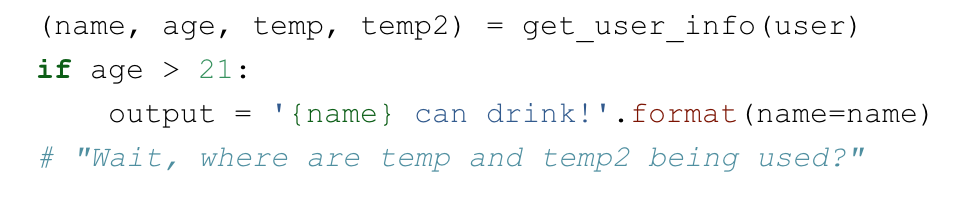 (name, age, temp, temp2) = get_user_info(user)
if age > 21:
    output = '{name} can drink!'.format(name=name)
# "Wait, where are temp and temp2 being used?"